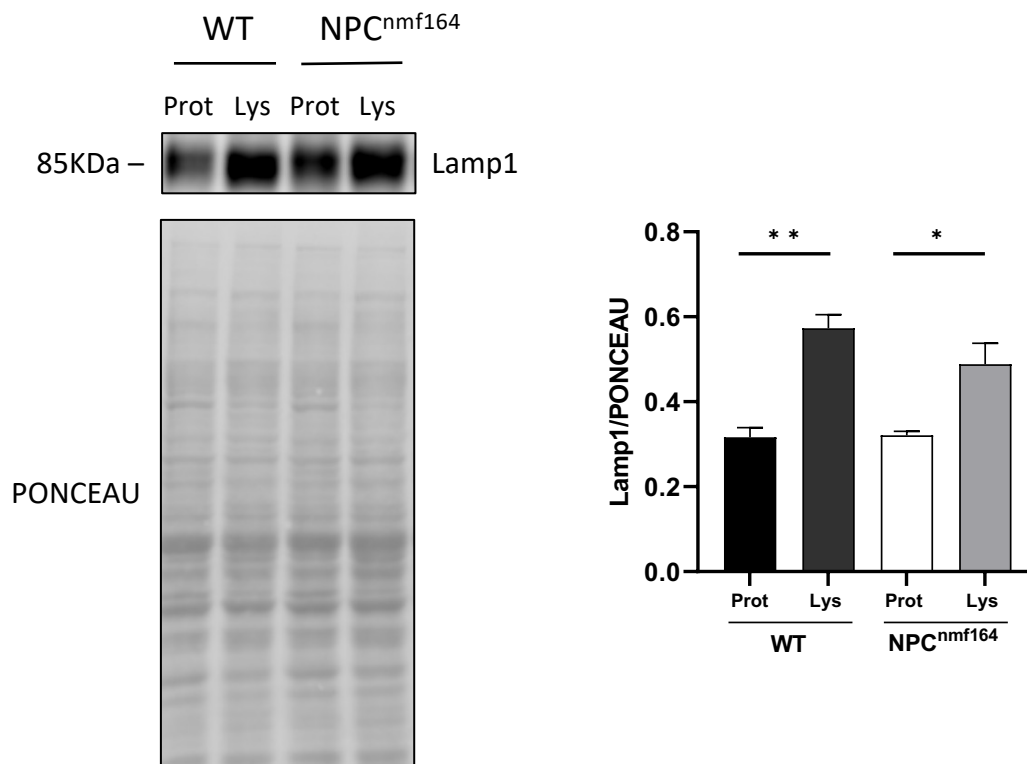 WT NPCnmf164
Prot Lys Prot Lys
85KDa – Lamp1
PONCEAU
Lamp1/PONCEAU
0.8
0.6
0.4
0.2
0.0
** *
Prot Lys Prot Lys
WT NPCnmf164